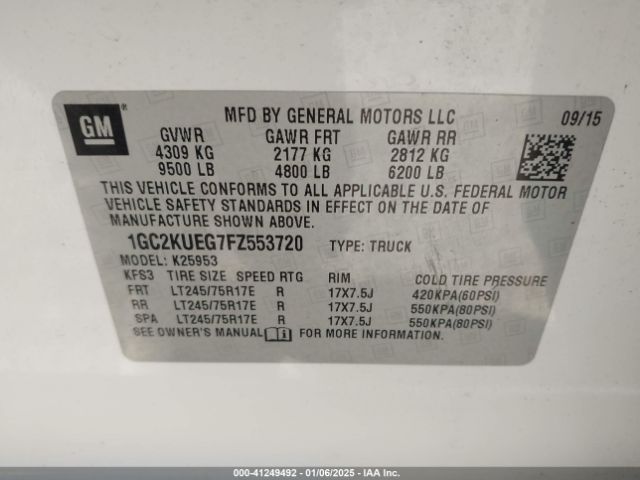 GM ®
MFD BY GENERAL MOTORS LLC 09/15
GVWR GAWR FRT GAWR RR
4309 KG 2177 KG 2812 KG
9500 LB 4800 LB 6200 LB
THIS VEHICLE CONFORMS TO ALL APPLICABLE U.S. FEDERAL MOTOR
VEHICLE SAFETY STANDARDS IN EFFECT ON THE DATE OF
MANUFACTURE SHOWN ABOVE.
1GC2KUEG7FZ553720 TYPE: TRUCK
MODEL: K25953
KFS3 TIRE SIZE SPEED RTG RIM COLD TIRE PRESSURE
FRT LT245/75R17E R 17X7.5J 420KPA(60PSI)
RR LT245/75R17E R 17X7.5J 550KPA(80PSI)
SPA LT245/75R17E R 17X7.5J 550KPA(80PSI)
SEE OWNER'S MANUAL FOR MORE INFORMATION.
000-41249492 - 01/06/2025 - IAAI.COM